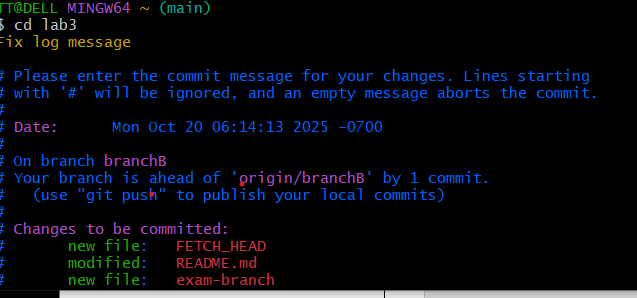 TT@DELL MINGW64 ~ (main)
$ cd lab3
Fix log message
# Please enter the commit message for your changes. Lines starting
# with '#' will be ignored, and an empty message aborts the commit.
#
# Date:      Mon Oct 20 06:14:13 2025 -0700
#
# On branch branchB
# Your branch is ahead of 'origin/branchB' by 1 commit.
#   (use "git push" to publish your local commits)
#
# Changes to be committed:
#       new file:   FETCH_HEAD
#       modified:   README.md
#       new file:   exam-branch